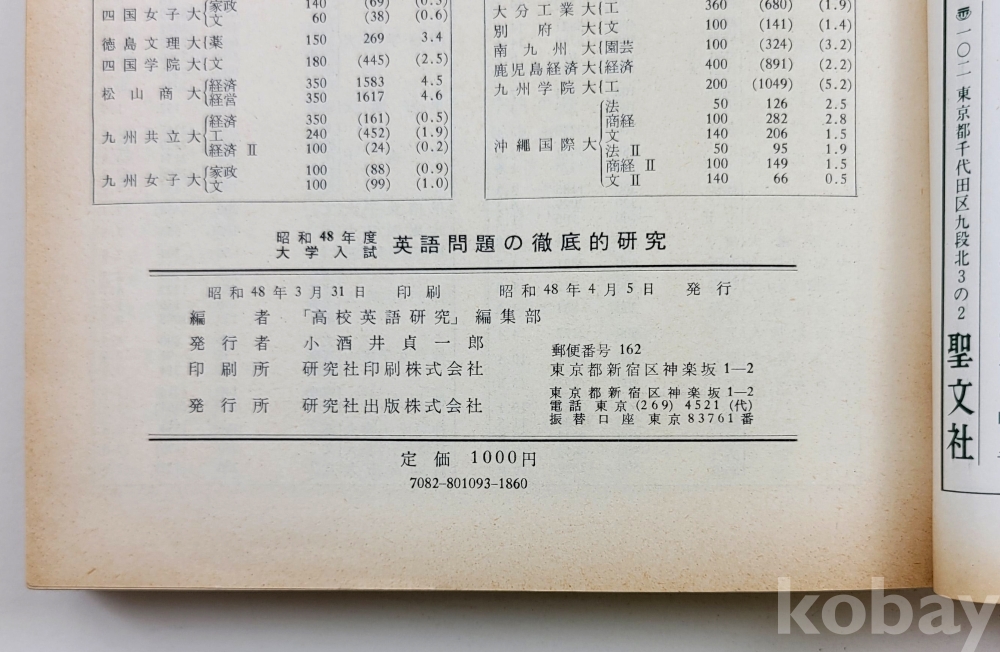 家政 140 (69)
四国女子大 文 60 (38) (0.6)
徳島文理大 薬 150 269 3.4
四国学院大 文 180 (445) (2.5)
松山商大 経済 350 1583 4.5
経営 350 1617 4.6
九州共立大 経済 350 (161) (0.5)
工 240 (452) (1.9)
経済 II 100 (24) (0.2)
九州女子大 家政 100 (88) (0.9)
文 100 (99) (1.0)
大分工業大 工 360 (680) (1.9)
別府大 文 100 (141) (1.4)
南九州大 園芸 100 (324) (3.2)
鹿児島経済大 経済 400 (891) (2.2)
九州学院大 工 200 (1049) (5.2)
沖縄国際大 法 50 126 2.5
商経 100 282 2.8
文 140 206 1.5
法 II 50 95 1.9
商経 II 100 149 1.5
文 II 140 66 0.5
昭和48年度
大学入試 英語問題の徹底的研究
昭和48年3月31日 印刷 昭和48年4月5日 発行
編者 「高校英語研究」編集部
発行者 小酒井貞一郎
郵便番号 162
印刷所 研究社印刷株式会社 東京都新宿区神楽坂1—2
発行所 研究社出版株式会社 東京都新宿区神楽坂1—2
電話 東京 (269) 4521 (代)
振替口座 東京83761番
定価 1000円
7082-801093-1860
一〇二 東京都千代田区九段北3の2
聖文社
kobay